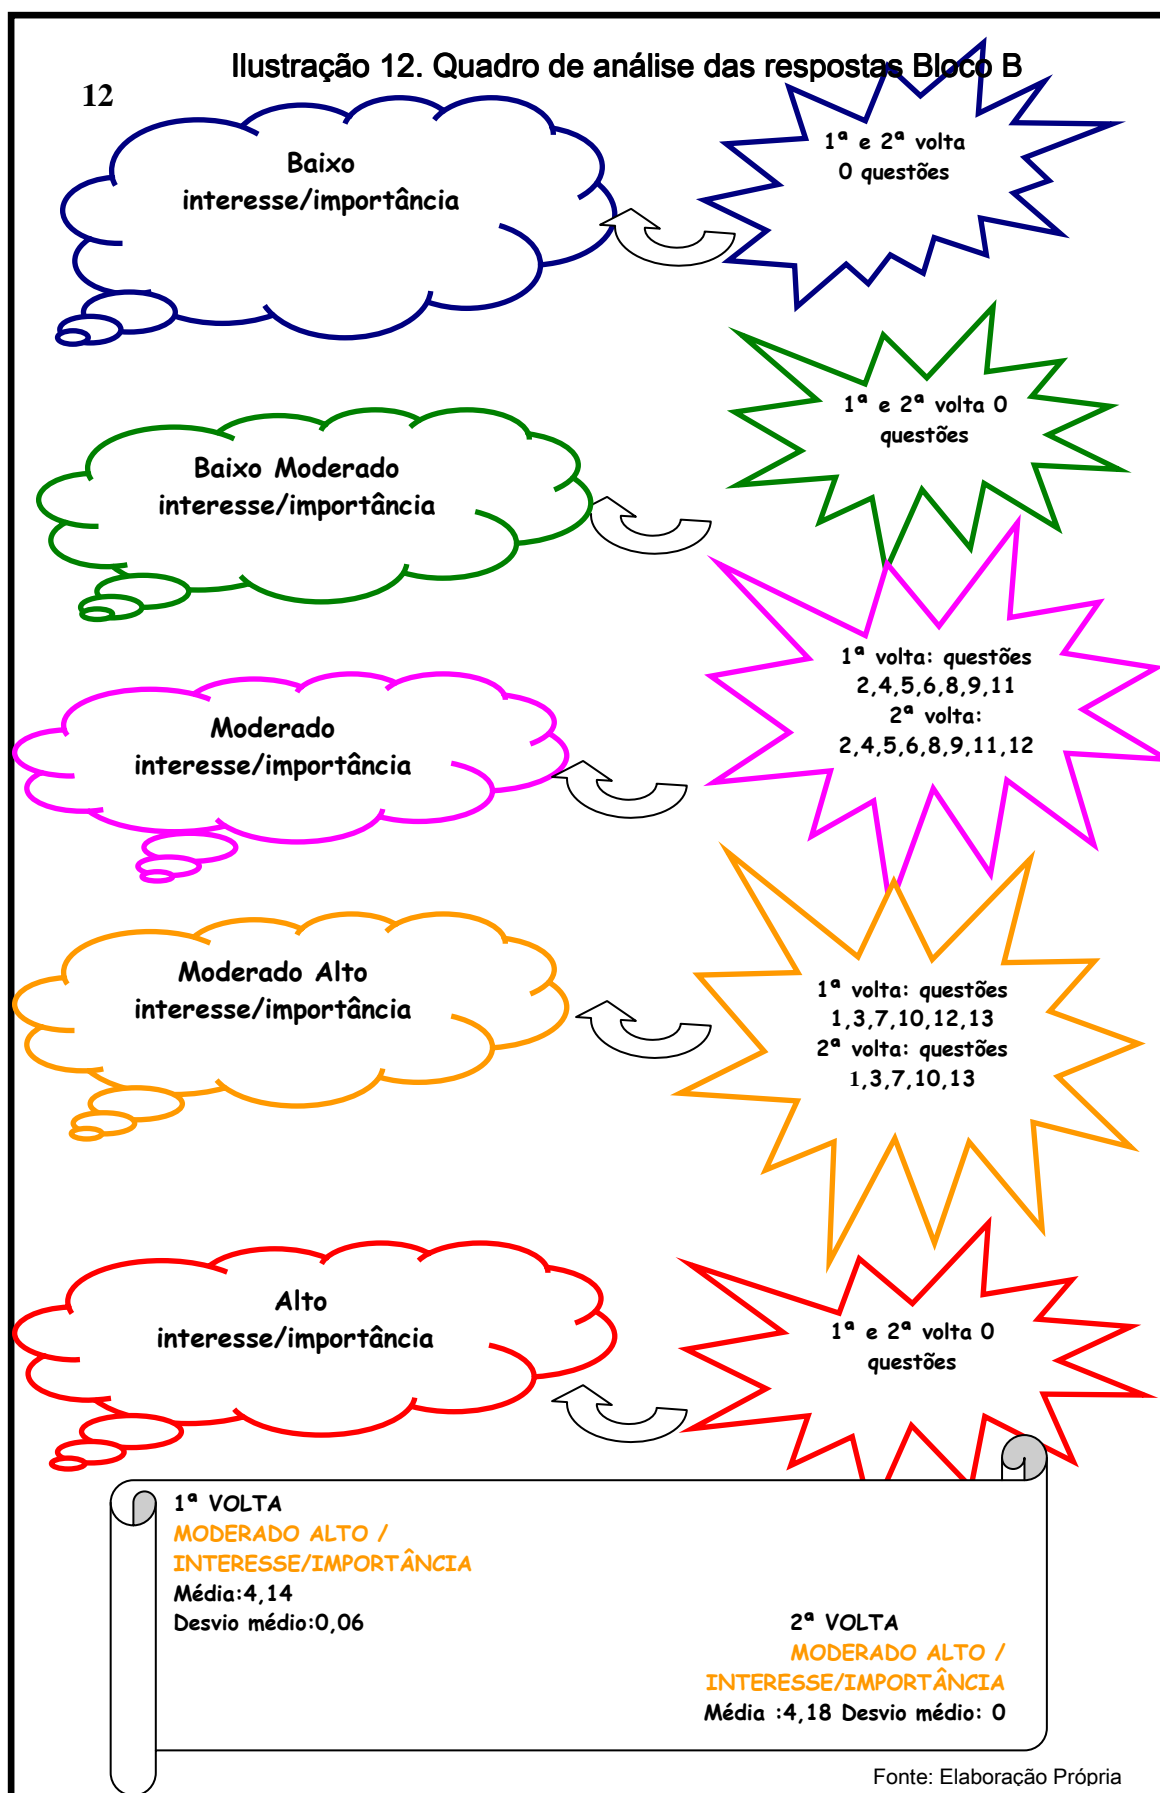 Ilustração 12. Quadro de análise das respostas Bloco B
12
Baixo
interesse/importância
1ª e 2ª volta
0 questões
Baixo Moderado
interesse/importância
1ª e 2ª volta 0
questões
Moderado
interesse/importância
1ª volta: questões
2,4,5,6,8,9,11
2ª volta:
2,4,5,6,8,9,11,12
Moderado Alto
interesse/importância
1ª volta: questões
1,3,7,10,12,13
2ª volta: questões
1,3,7,10,13
Alto
interesse/importância
1ª e 2ª volta 0
questões
1ª VOLTA
MODERADO ALTO /
INTERESSE/IMPORTÂNCIA
Média:4,14
Desvio médio:0,06
2ª VOLTA
MODERADO ALTO /
INTERESSE/IMPORTÂNCIA
Média :4,18 Desvio médio: 0
Fonte: Elaboração Própria